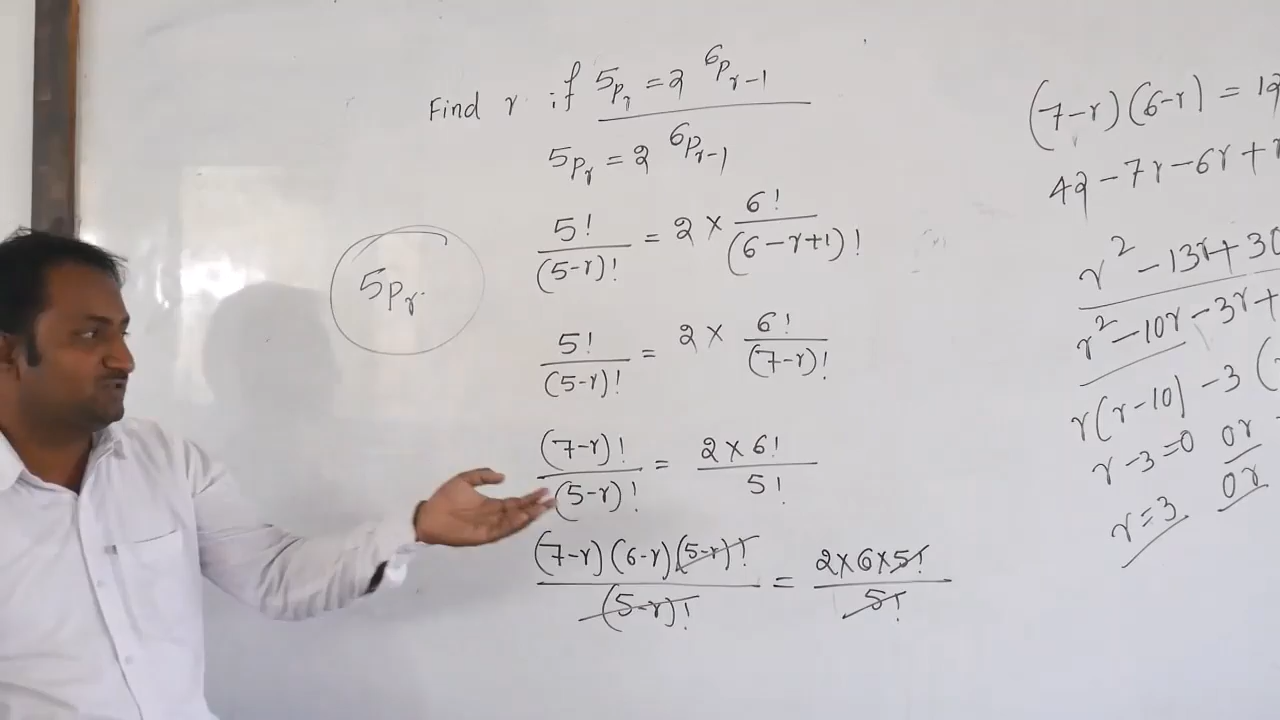 Find r if 5Pr = 2 6Pr-1
5Pr = 2 6Pr-1
5!/(5-r)! = 2 × 6!/(6-r+1)!
5Pr
5!/(5-r)! = 2 × 6!/(7-r)!
(7-r)!/(5-r)! = 2×6!/5!
(7-r)(6-r)(5-r)!/(5-r)! = 2×6×5!/5!
(7-r)(6-r) = 12
42-7r-6r+
r²-13r+30
r²-10r-3r+
r(r-10)-3(
r-3=0 or
r=3 or